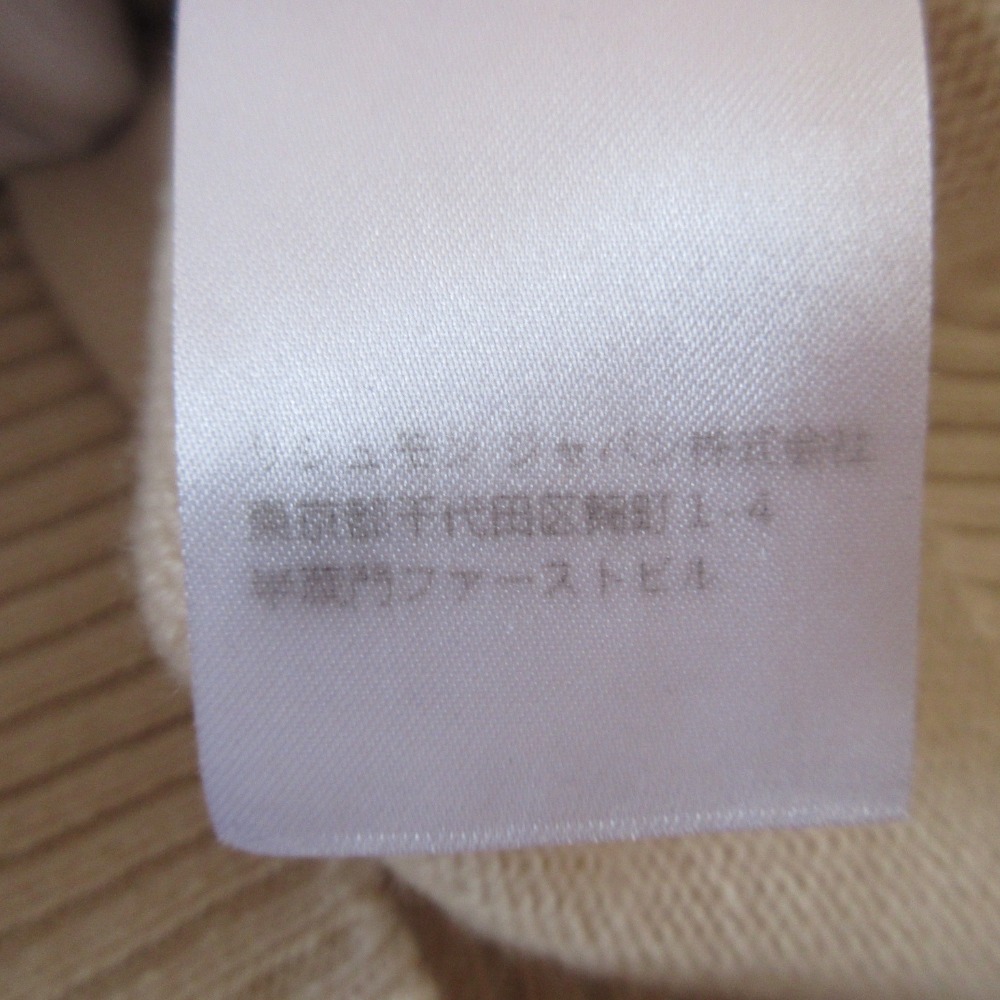 リシュモン ジャパン株式会社
東京都千代田区麹町1-4
半蔵門ファーストビル